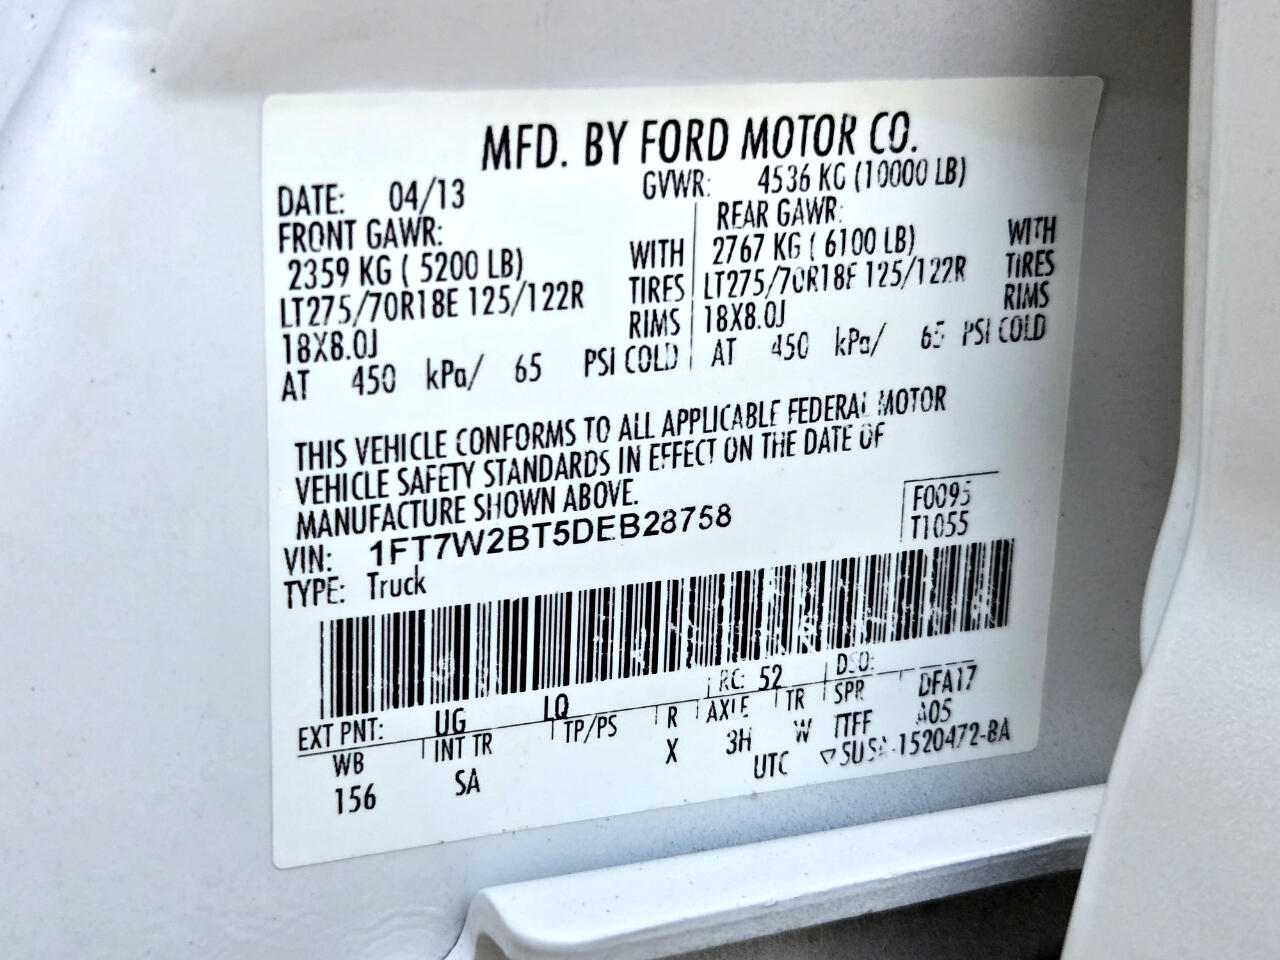 MFD. BY FORD MOTOR CO.
DATE: 04/13 GVWR: 4536 KG (10000 LB)
FRONT GAWR: REAR GAWR:
2359 KG ( 5200 LB) WITH 2767 KG ( 6100 LB) WITH
LT275/70R18E 125/122R TIRES LT275/70R18E 125/122R TIRES
18X8.0J RIMS 18X8.0J RIMS
AT 450 kPa/ 65 PSI COLD AT 450 kPa/ 65 PSI COLD
THIS VEHICLE CONFORMS TO ALL APPLICABLE FEDERAL MOTOR
VEHICLE SAFETY STANDARDS IN EFFECT ON THE DATE OF
MANUFACTURE SHOWN ABOVE.
F0095
VIN: 1FT7W2BT5DEB28758 T1055
TYPE: Truck
EXT PNT: UG LQ RC: 52 DSO:
WB INT TR TP/PS R AXLE TR SPR DFA17
156 SA X 3H W A05
UTC 1520472-BA